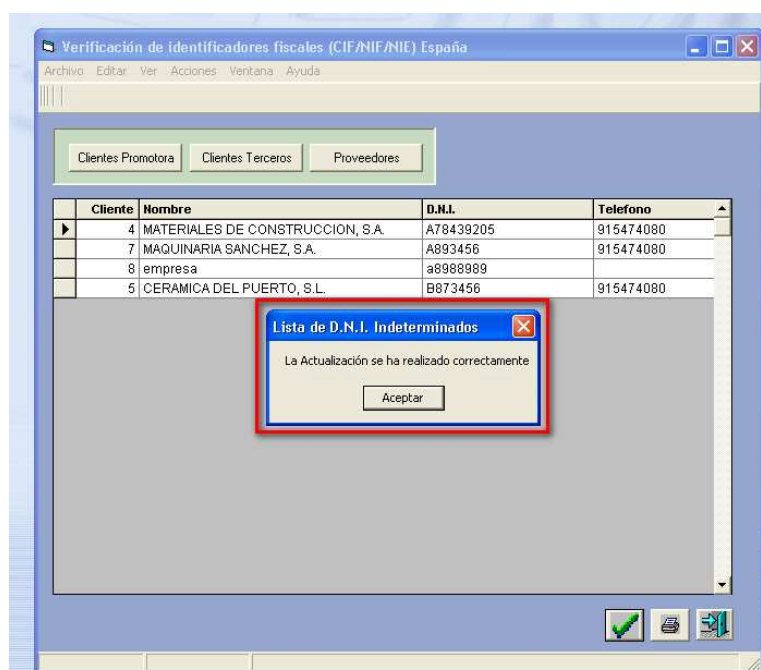 Verificación de identificadores fiscales (CIF/NIF/NIE) España
Archivo Editar Ver Acciones Ventana Ayuda
Clientes Promotora Clientes Terceros Proveedores
Cliente Nombre D.N.I. Telefono
4 MATERIALES DE CONSTRUCCION, S.A. A78439205 915474080
7 MAQUINARIA SANCHEZ, S.A. A893456 915474080
8 empresa a8988989
5 CERAMICA DEL PUERTO, S.L. B873456 915474080
Lista de D.N.I. Indeterminados
La Actualización se ha realizado correctamente
Aceptar